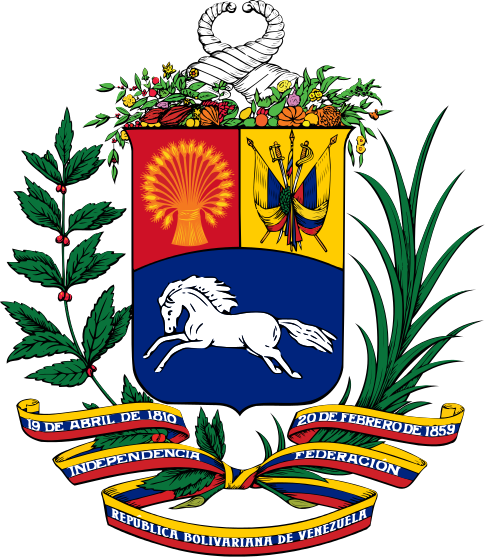 19 DE ABRIL DE 1810
20 DE FEBRERO DE 1859
INDEPENDENCIA
FEDERACION
REPUBLICA BOLIVARIANA DE VENEZUELA